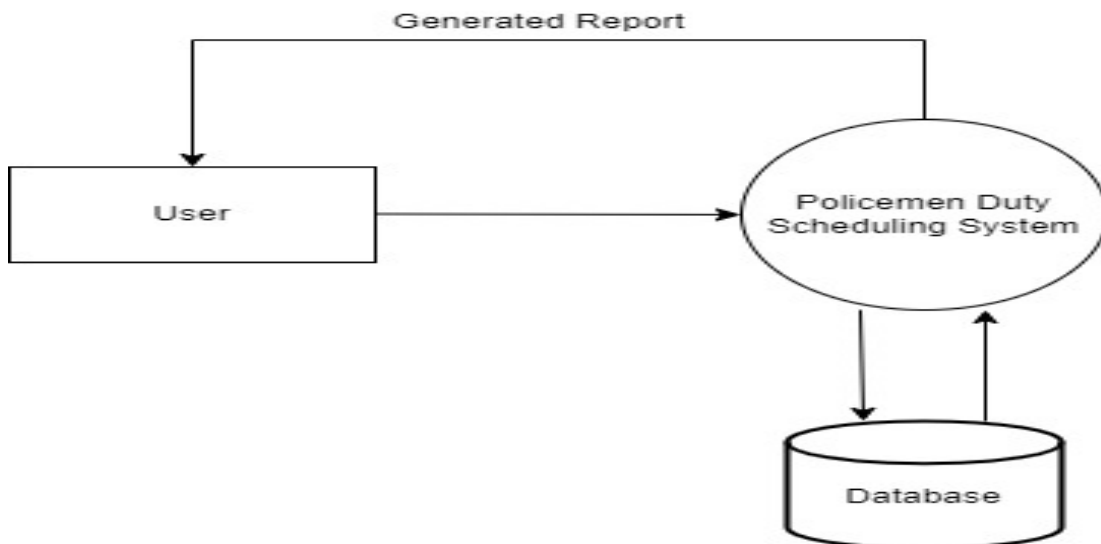 Generated Report
User
Policemen Duty
Scheduling System
Database